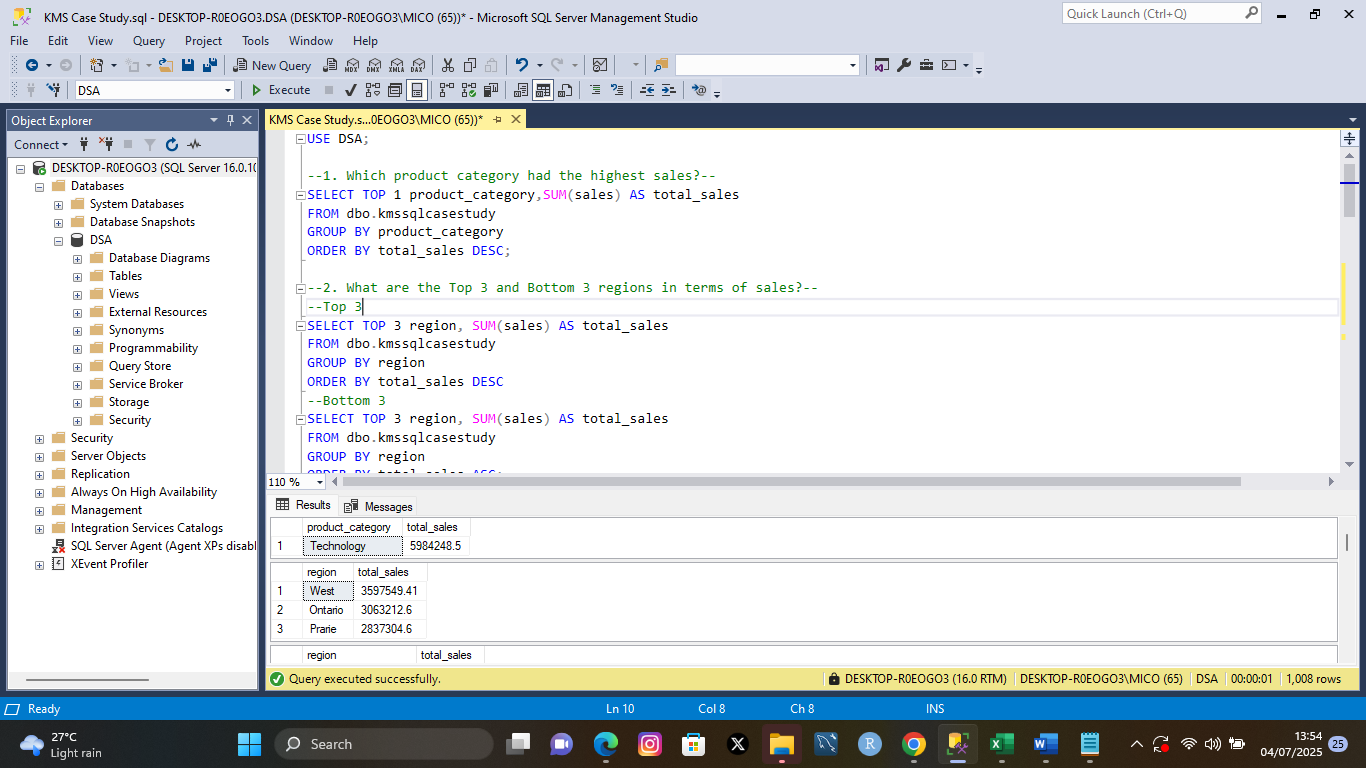 KMS Case Study.sql - DESKTOP-R0EOGO3.DSA (DESKTOP-R0EOGO3\MICO (65))* - Microsoft SQL Server Management Studio
Quick Launch (Ctrl+Q)
File Edit View Query Project Tools Window Help
New Query MDX DMX XMLA DAX
DSA Execute
Object Explorer
KMS Case Study.s...0EOGO3\MICO (65))*
Connect
DESKTOP-R0EOGO3 (SQL Server 16.0.10
Databases
System Databases
Database Snapshots
DSA
Database Diagrams
Tables
Views
External Resources
Synonyms
Programmability
Query Store
Service Broker
Storage
Security
Security
Server Objects
Replication
Always On High Availability
Management
Integration Services Catalogs
SQL Server Agent (Agent XPs disabl
XEvent Profiler
USE DSA;
--1. Which product category had the highest sales?--
SELECT TOP 1 product_category,SUM(sales) AS total_sales
FROM dbo.kmssqlcasestudy
GROUP BY product_category
ORDER BY total_sales DESC;
--2. What are the Top 3 and Bottom 3 regions in terms of sales?--
--Top 3
SELECT TOP 3 region, SUM(sales) AS total_sales
FROM dbo.kmssqlcasestudy
GROUP BY region
ORDER BY total_sales DESC
--Bottom 3
SELECT TOP 3 region, SUM(sales) AS total_sales
FROM dbo.kmssqlcasestudy
GROUP BY region
ORDER BY total_sales ASC;
110 %
Results Messages
product_category total_sales
1 Technology 5984248.5
region total_sales
1 West 3597549.41
2 Ontario 3063212.6
3 Prarie 2837304.6
region total_sales
Query executed successfully. DESKTOP-R0EOGO3 (16.0 RTM) DESKTOP-R0EOGO3\MICO (65) DSA 00:00:01 1,008 rows
Ready Ln 10 Col 8 Ch 8 INS
27°C
Light rain
Search
13:54
04/07/2025
25